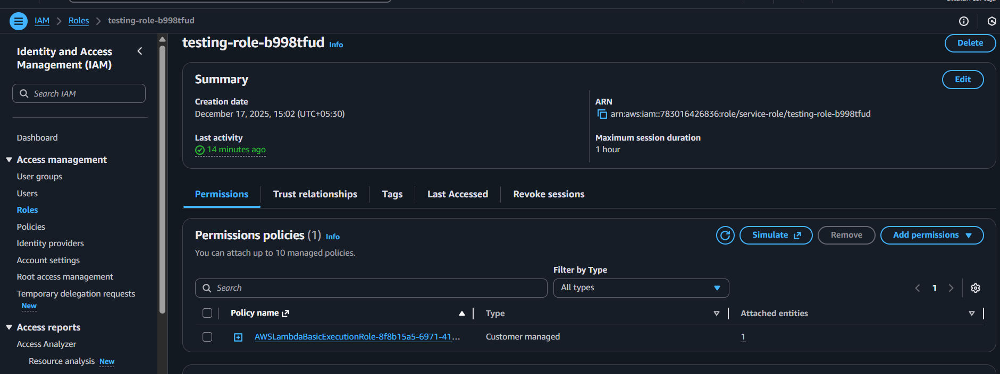 IAM > Roles > testing-role-b998tfud
Identity and Access
Management (IAM)
Search IAM
Dashboard
Access management
User groups
Users
Roles
Policies
Identity providers
Account settings
Root access management
Temporary delegation requests
New
Access reports
Access Analyzer
Resource analysis New
testing-role-b998tfud Info
Delete
Summary
Edit
Creation date
December 17, 2025, 15:02 (UTC+05:30)
ARN
arn:aws:iam::783016426836:role/service-role/testing-role-b998tfud
Last activity
14 minutes ago
Maximum session duration
1 hour
Permissions Trust relationships Tags Last Accessed Revoke sessions
Permissions policies (1) Info
Simulate Remove Add permissions
You can attach up to 10 managed policies.
Filter by Type
Search All types 1
Policy name Type Attached entities
AWSLambdaBasicExecutionRole-8f8b15a5-6971-41... Customer managed 1